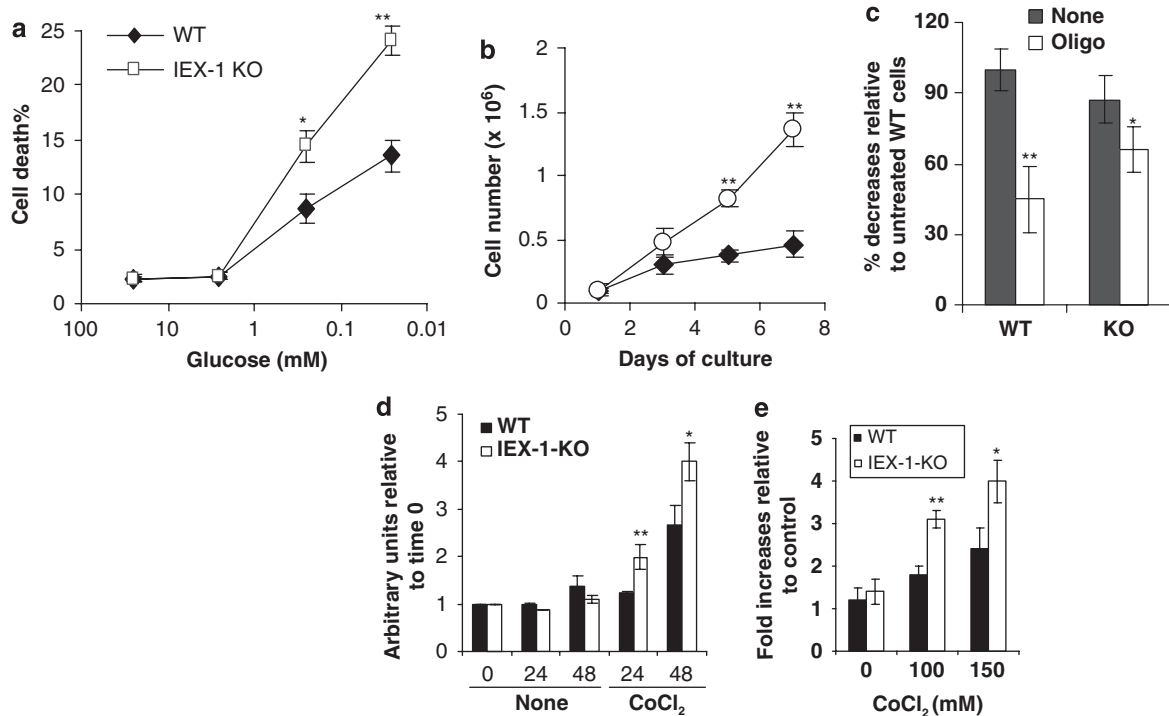 a
WT
IEX-1 KO
Cell death%
25
20
15
10
5
0
*
**
100 10 1 0.1 0.01
Glucose (mM)
b
Cell number (x 10⁶)
2
1.5
1
0.5
0
**
**
0 2 4 6 8
Days of culture
c
None
Oligo
% decreases relative
to untreated WT cells
120
90
60
30
0
**
*
WT KO
d
WT
IEX-1-KO
Arbitrary units relative
to time 0
5
4
3
2
1
0
**
*
0 24 48 24 48
None CoCl₂
e
WT
IEX-1-KO
Fold increases relative
to control
5
4
3
2
1
0
**
*
0 100 150
CoCl₂ (mM)